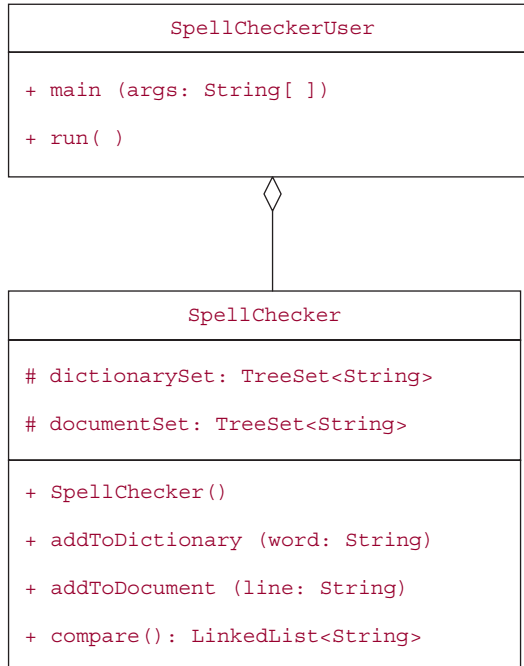 SpellCheckerUser
+ main (args: String[ ])
+ run( )
SpellChecker
# dictionarySet: TreeSet<String>
# documentSet: TreeSet<String>
+ SpellChecker()
+ addToDictionary (word: String)
+ addToDocument (line: String)
+ compare(): LinkedList<String>